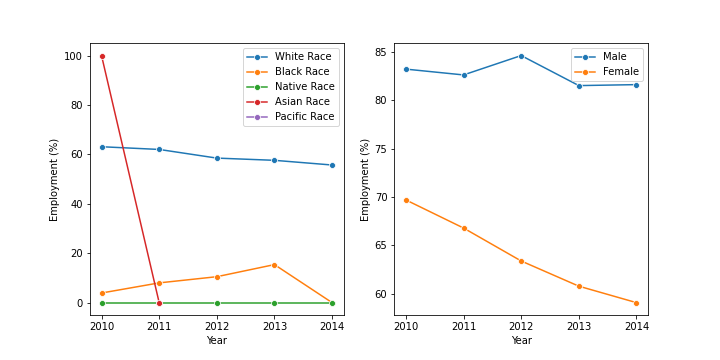 100
80
60
40
20
0
Employment (%)
2010 2011 2012 2013 2014
Year
White Race
Black Race
Native Race
Asian Race
Pacific Race
85
80
75
70
65
60
Employment (%)
2010 2011 2012 2013 2014
Year
Male
Female